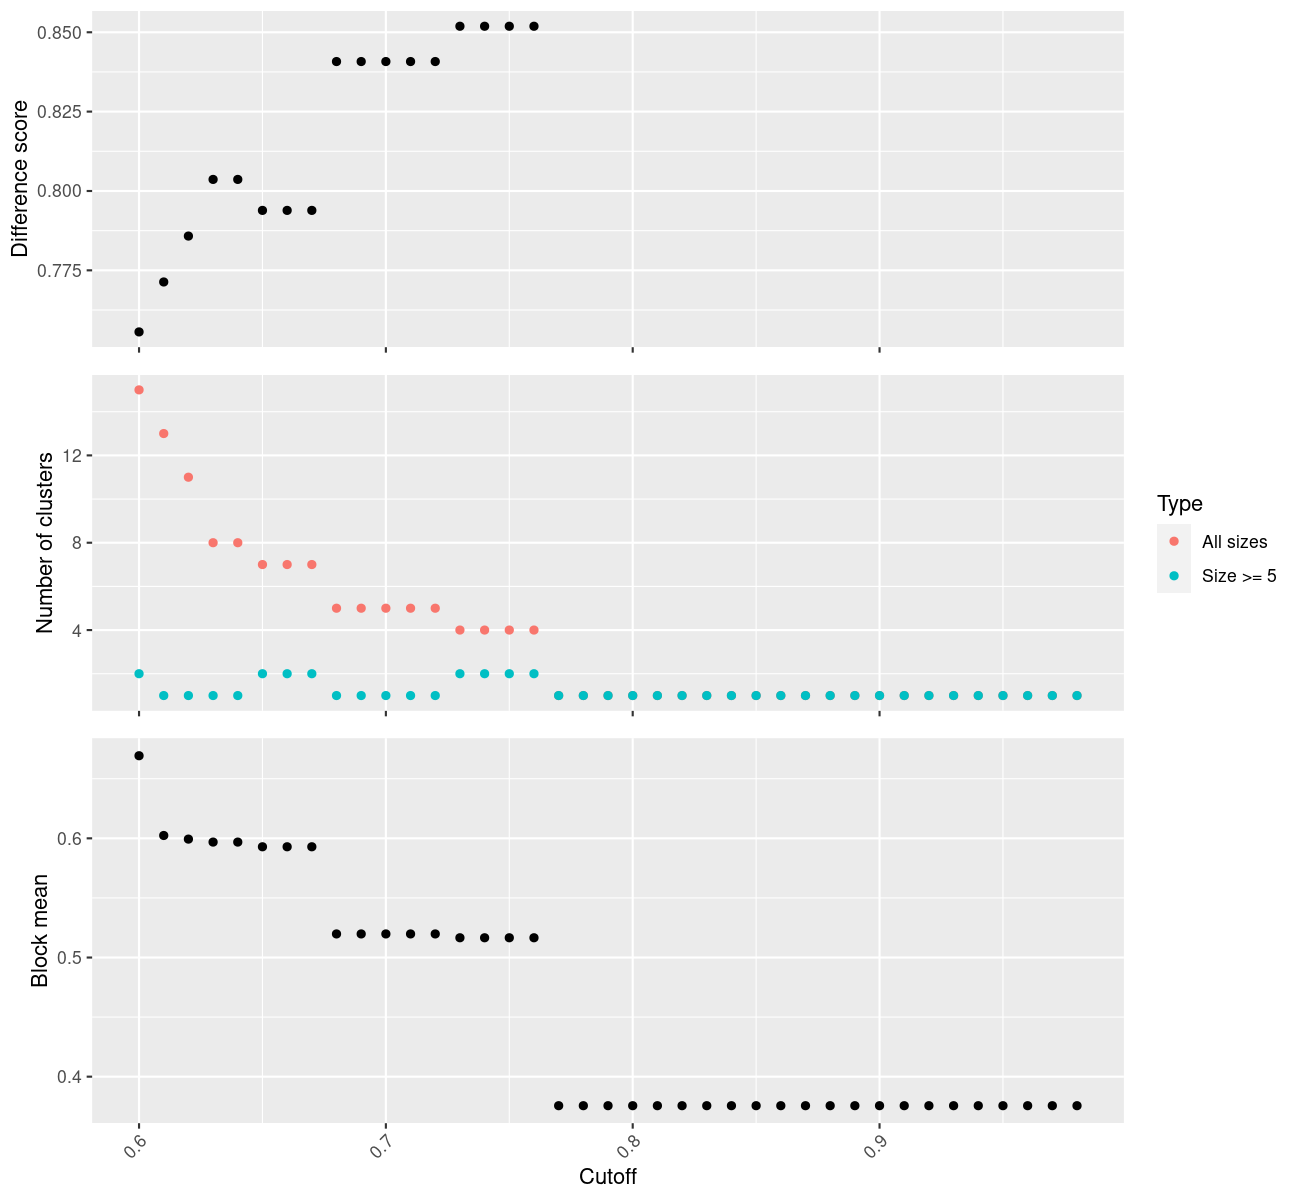 0.850
0.825
0.800
0.775
Difference score
12
8
4
Number of clusters
Type
All sizes
Size >= 5
0.6
0.5
0.4
Block mean
0.6
0.7
0.8
0.9
Cutoff